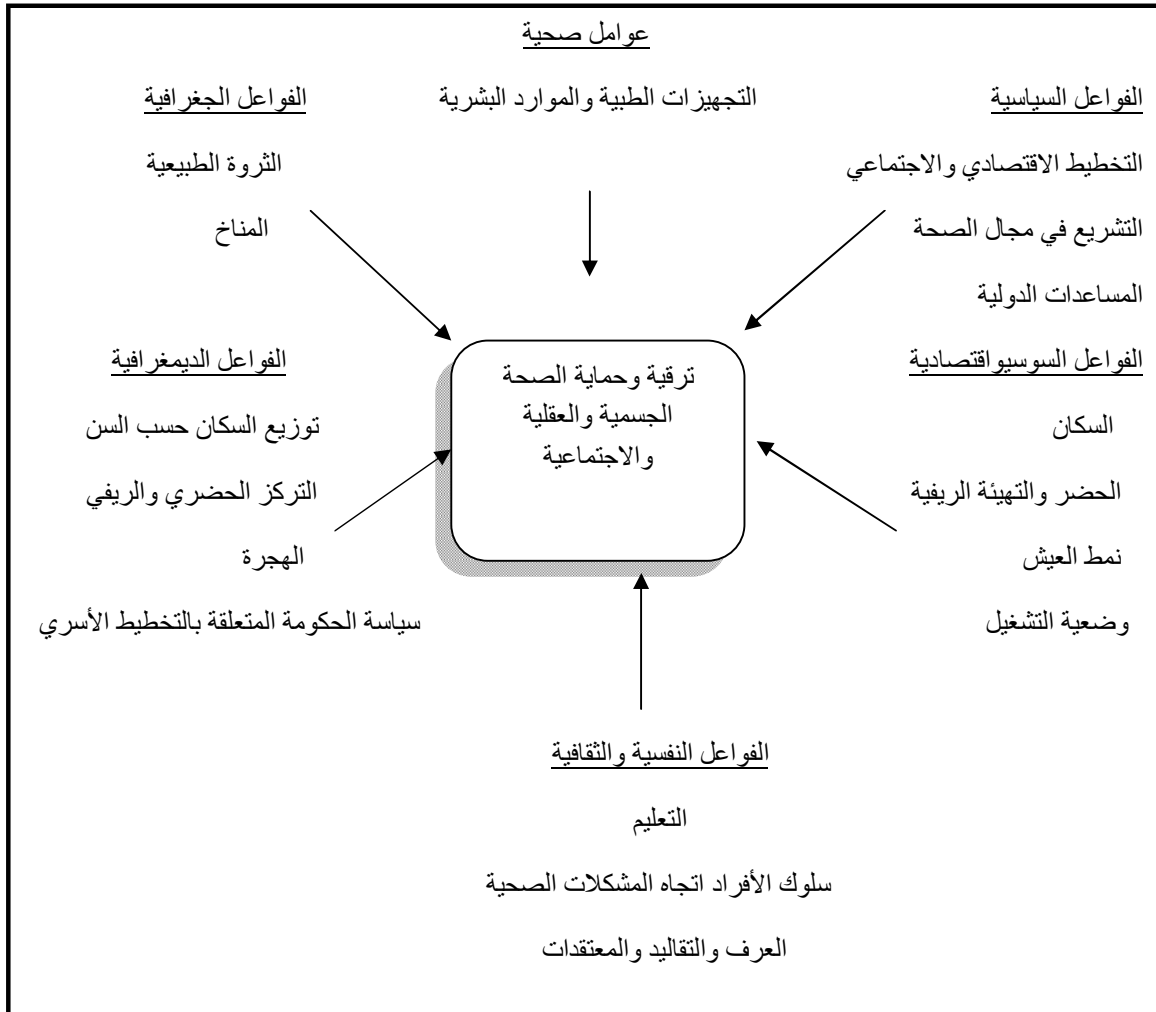 عوامل صحية
التجهيزات الطبية والموارد البشرية
الفواعل السياسية
التخطيط الاقتصادي والاجتماعي
التشريع في مجال الصحة
المساعدات الدولية
الفواعل الجغرافية
الثروة الطبيعية
المناخ
الفواعل السوسيواقتصادية
السكان
الحضر والتهيئة الريفية
نمط العيش
وضعية التشغيل
ترقية وحماية الصحة
الجسمية والعقلية
والاجتماعية
الفواعل الديمغرافية
توزيع السكان حسب السن
التركز الحضري والريفي
الهجرة
سياسة الحكومة المتعلقة بالتخطيط الأسري
الفواعل النفسية والثقافية
التعليم
سلوك الأفراد اتجاه المشكلات الصحية
العرف والتقاليد والمعتقدات